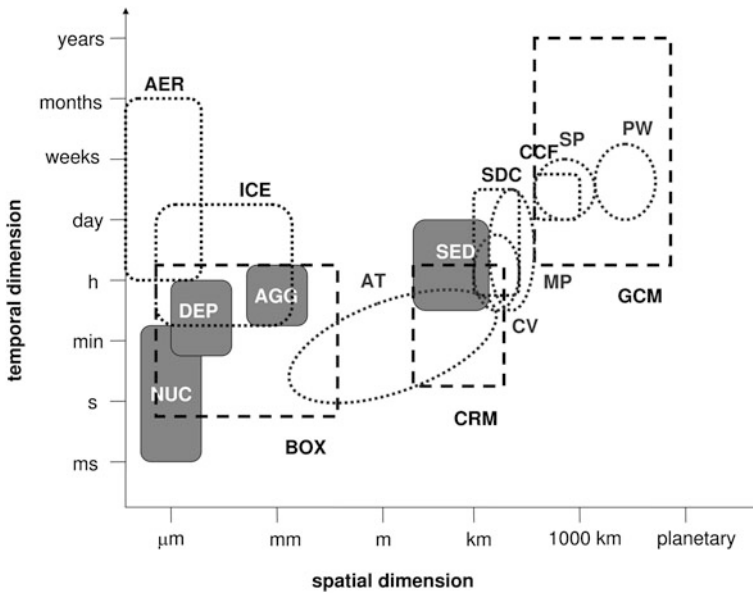 years
AER
months
PW
SP
CCF
weeks
SDC
ICE
day
SED
AT
MP
h
AGG
GCM
DEP
CV
min
NUC
s
CRM
BOX
ms
temporal dimension
μm
mm
m
km
1000 km
planetary
spatial dimension